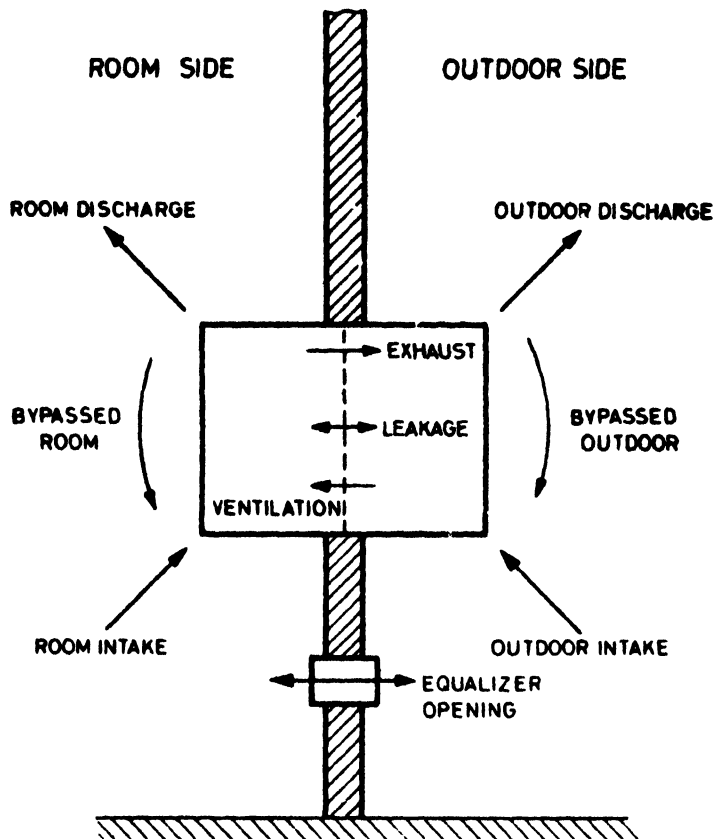 ROOM SIDE
OUTDOOR SIDE
ROOM DISCHARGE
OUTDOOR DISCHARGE
EXHAUST
BYPASSED
ROOM
LEAKAGE
BYPASSED
OUTDOOR
VENTILATION
ROOM INTAKE
OUTDOOR INTAKE
EQUALIZER
OPENING